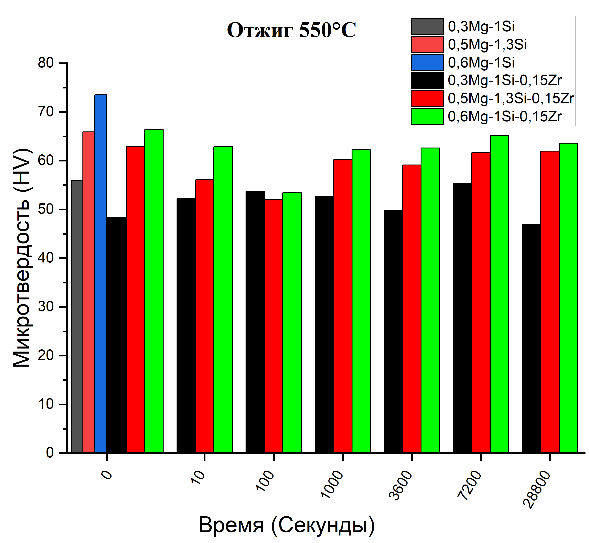 Отжиг 550°C
0,3Mg-1Si
0,5Mg-1,3Si
0,6Mg-1Si
0,3Mg-1Si-0,15Zr
0,5Mg-1,3Si-0,15Zr
0,6Mg-1Si-0,15Zr
Микротвердость (HV)
80
70
60
50
40
30
20
10
0
0
10
100
1000
3600
7200
28800
Время (Секунды)